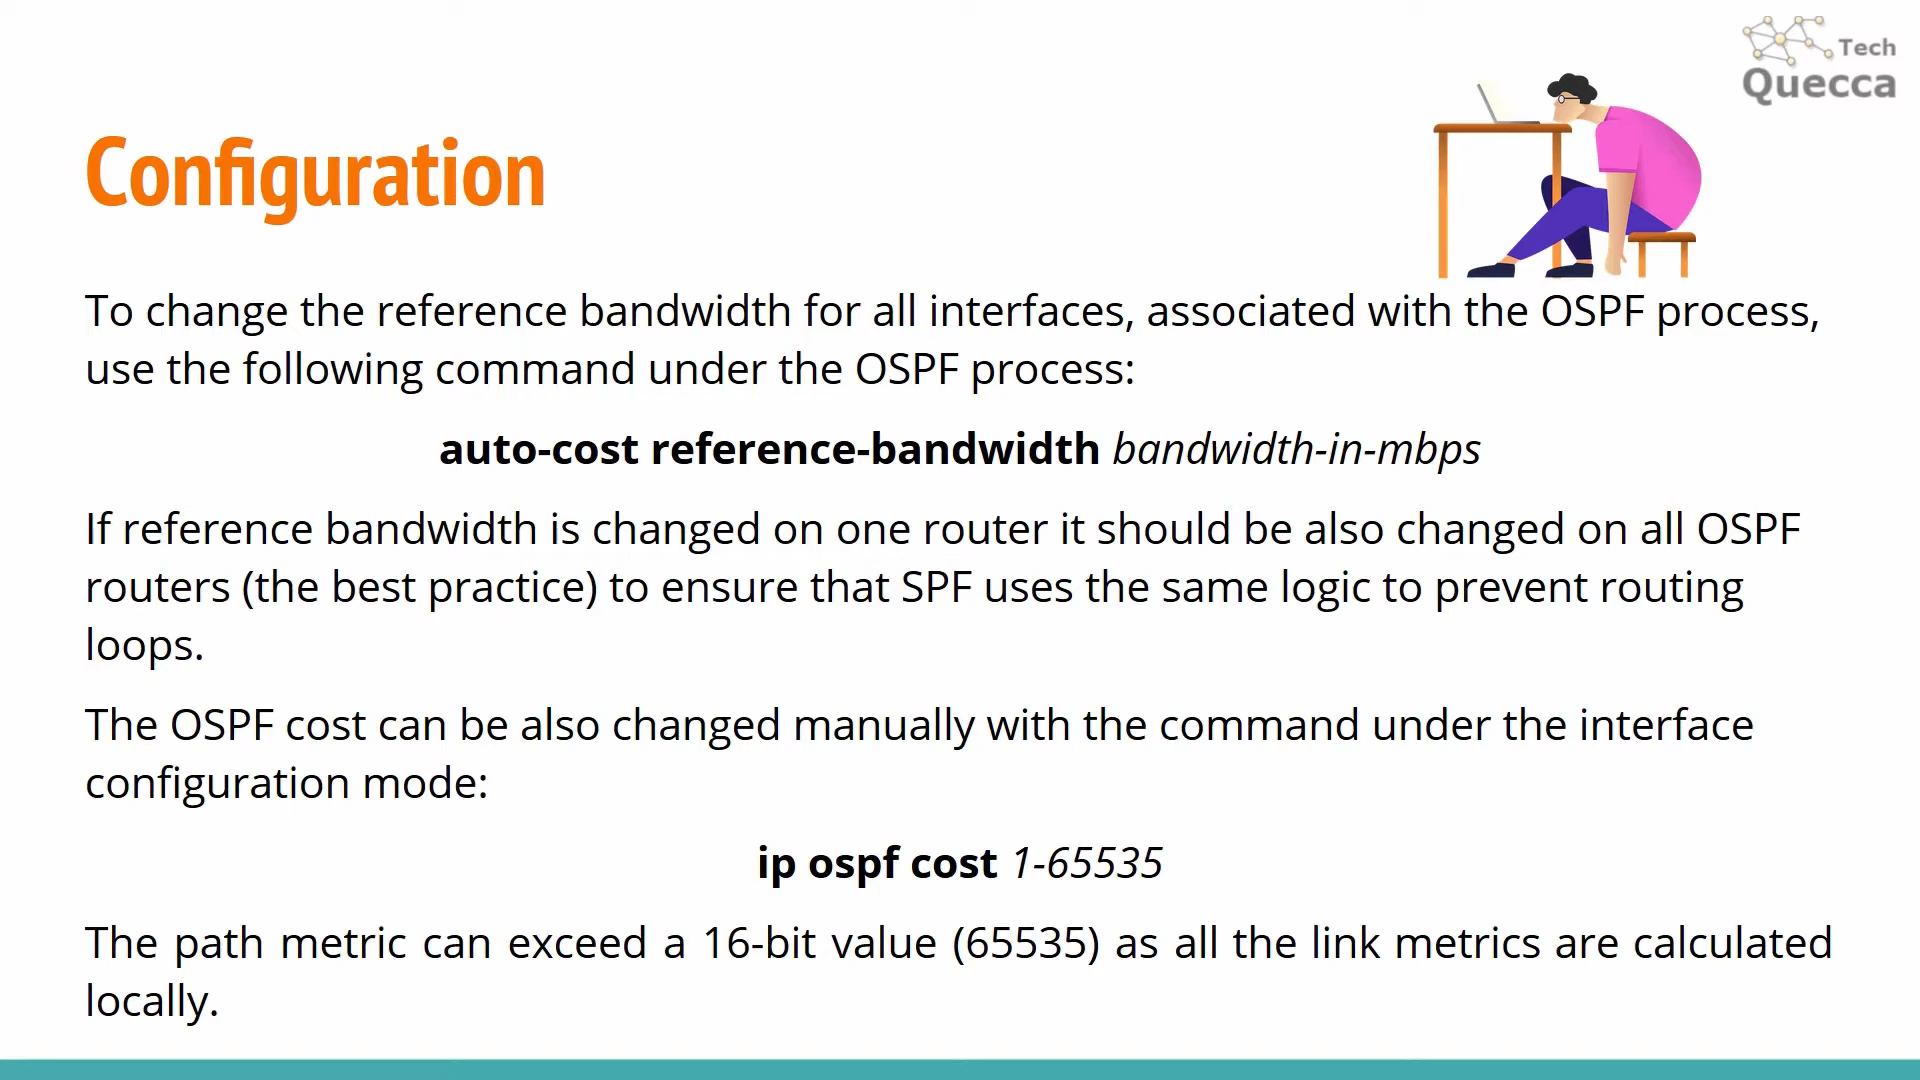 Tech
Quecca
Configuration
To change the reference bandwidth for all interfaces, associated with the OSPF process,
use the following command under the OSPF process:
auto-cost reference-bandwidth bandwidth-in-mbps
If reference bandwidth is changed on one router it should be also changed on all OSPF
routers (the best practice) to ensure that SPF uses the same logic to prevent routing
loops.
The OSPF cost can be also changed manually with the command under the interface
configuration mode:
ip ospf cost 1-65535
The path metric can exceed a 16-bit value (65535) as all the link metrics are calculated
locally.